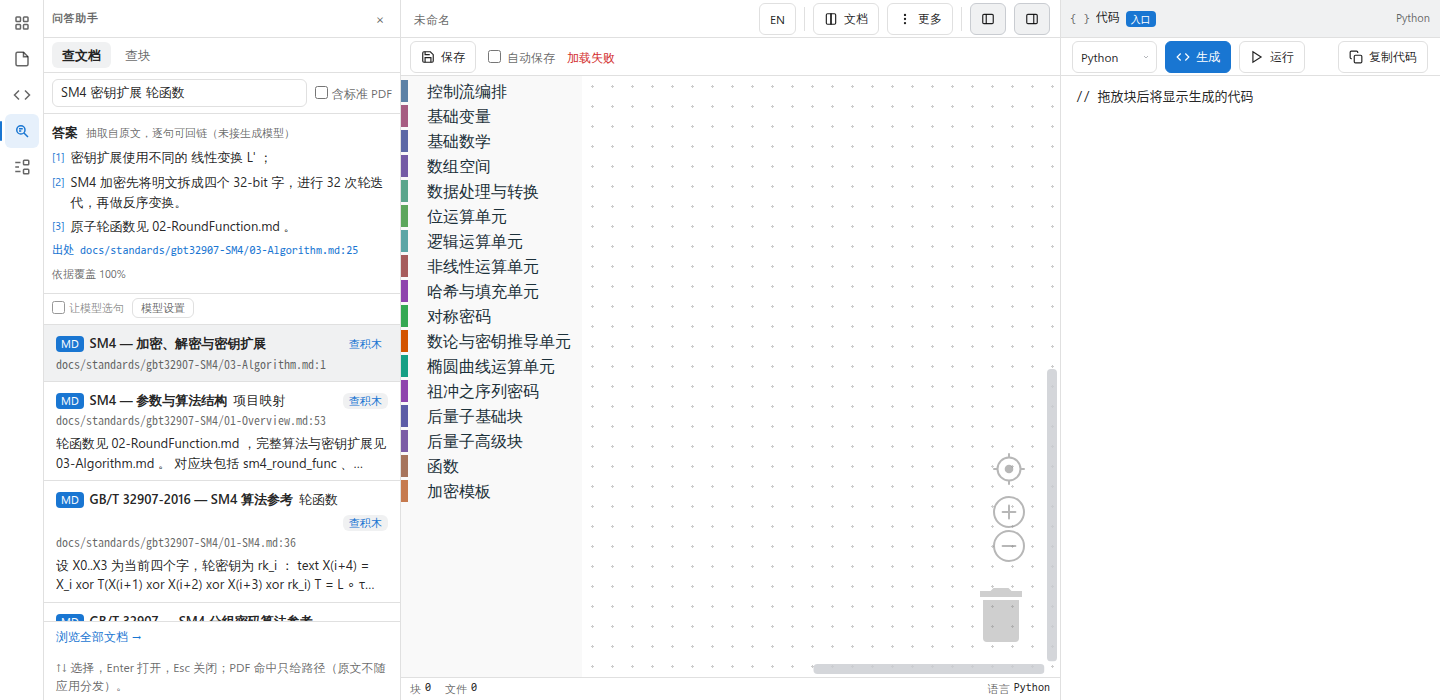 问答助手
×
查文档 查块
SM4 密钥扩展 轮函数
含标准 PDF
答案 抽取自原文，逐句可回链（未接生成模型）
[1] 密钥扩展使用不同的 线性变换 L' ；
[2] SM4 加密先将明文拆成四个 32-bit 字，进行 32 次轮迭
代，再做反序变换。
[3] 原子轮函数见 02-RoundFunction.md 。
出处 docs/standards/gbt32907-SM4/03-Algorithm.md:25
依据覆盖 100%
让模型选句 模型设置
MD SM4 — 加密、解密与密钥扩展 查积木
docs/standards/gbt32907-SM4/03-Algorithm.md:1
MD SM4 — 参数与算法结构 项目映射 查积木
docs/standards/gbt32907-SM4/01-Overview.md:53
轮函数见 02-RoundFunction.md ，完整算法与密钥扩展见
03-Algorithm.md 。 对应块包括 sm4_round_func 、...
MD GB/T 32907-2016 — SM4 算法参考 轮函数
查积木
docs/standards/gbt32907-SM4/01-SM4.md:36
设 X0..X3 为当前四个字，轮密钥为 rk_i ： text X(i+4) =
X_i xor T(X(i+1) xor X(i+2) xor X(i+3) xor rk_i) T = L ∘ τ...
MD GB/T 32907 — SM4 分组密码算法参考
浏览全部文档 →
↑↓ 选择，Enter 打开，Esc 关闭；PDF 命中只给路径（原文不随
应用分发）。
未命名
EN 文档 更多
保存 自动保存 加载失败
控制流编排
基础变量
基础数学
数组空间
数据处理与转换
位运算单元
逻辑运算单元
非线性运算单元
哈希与填充单元
对称密码
数论与密钥推导单元
椭圆曲线运算单元
祖冲之序列密码
后量子基础块
后量子高级块
函数
加密模板
块 0 文件 0 语言 Python
{ } 代码 入口 Python
Python 生成 运行 复制代码
// 拖放块后将显示生成的代码